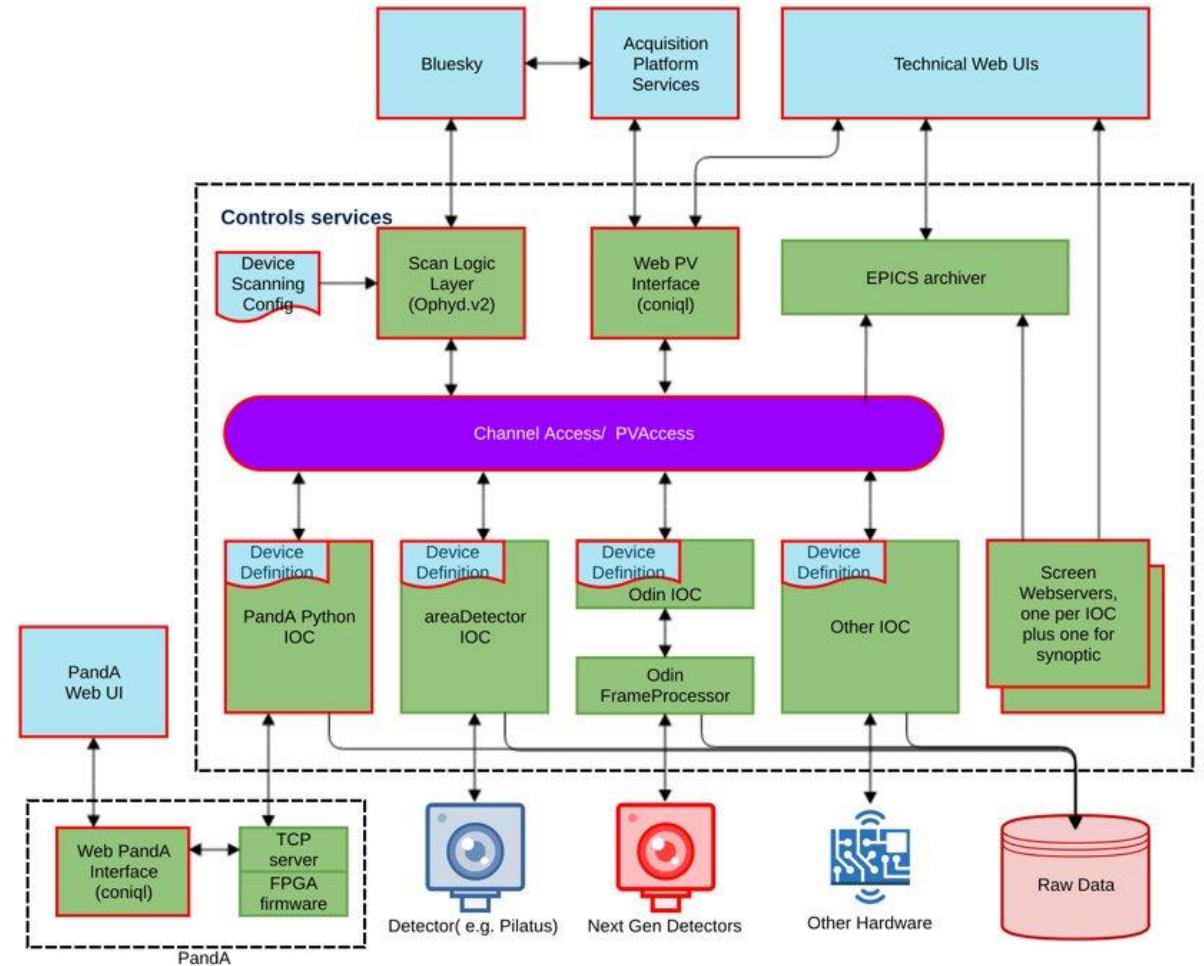 Bluesky
Acquisition
Platform
Services
Technical Web UIs
Controls services
Device
Scanning
Config
Scan Logic
Layer
(Ophyd.v2)
Web PV
Interface
(coniql)
EPICS archiver
Channel Access/ PVAccess
Device
Definition
PandA Python
IOC
Device
Definition
areaDetector
IOC
Device
Definition
Odin IOC
Odin
FrameProcessor
Device
Definition
Other IOC
Screen
Webservers,
one per IOC
plus one for
synoptic
PandA
Web UI
Web PandA
Interface
(coniql)
TCP
server
FPGA
firmware
PandA
Detector( e.g. Pilatus)
Next Gen Detectors
Other Hardware
Raw Data